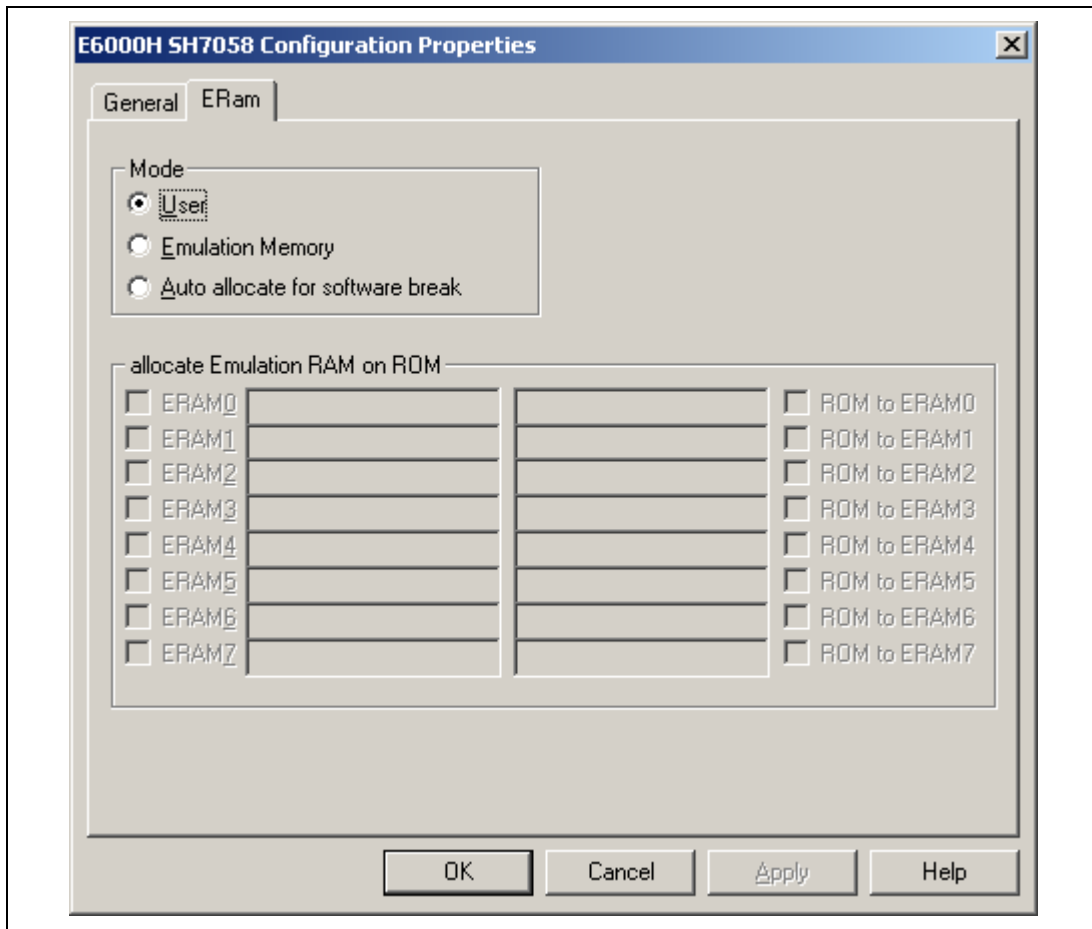 E6000H SH7058 Configuration Properties
General ERam
Mode
User
Emulation Memory
Auto allocate for software break
allocate Emulation RAM on ROM
ERAM0 ROM to ERAM0
ERAM1 ROM to ERAM1
ERAM2 ROM to ERAM2
ERAM3 ROM to ERAM3
ERAM4 ROM to ERAM4
ERAM5 ROM to ERAM5
ERAM6 ROM to ERAM6
ERAM7 ROM to ERAM7
OK Cancel Apply Help